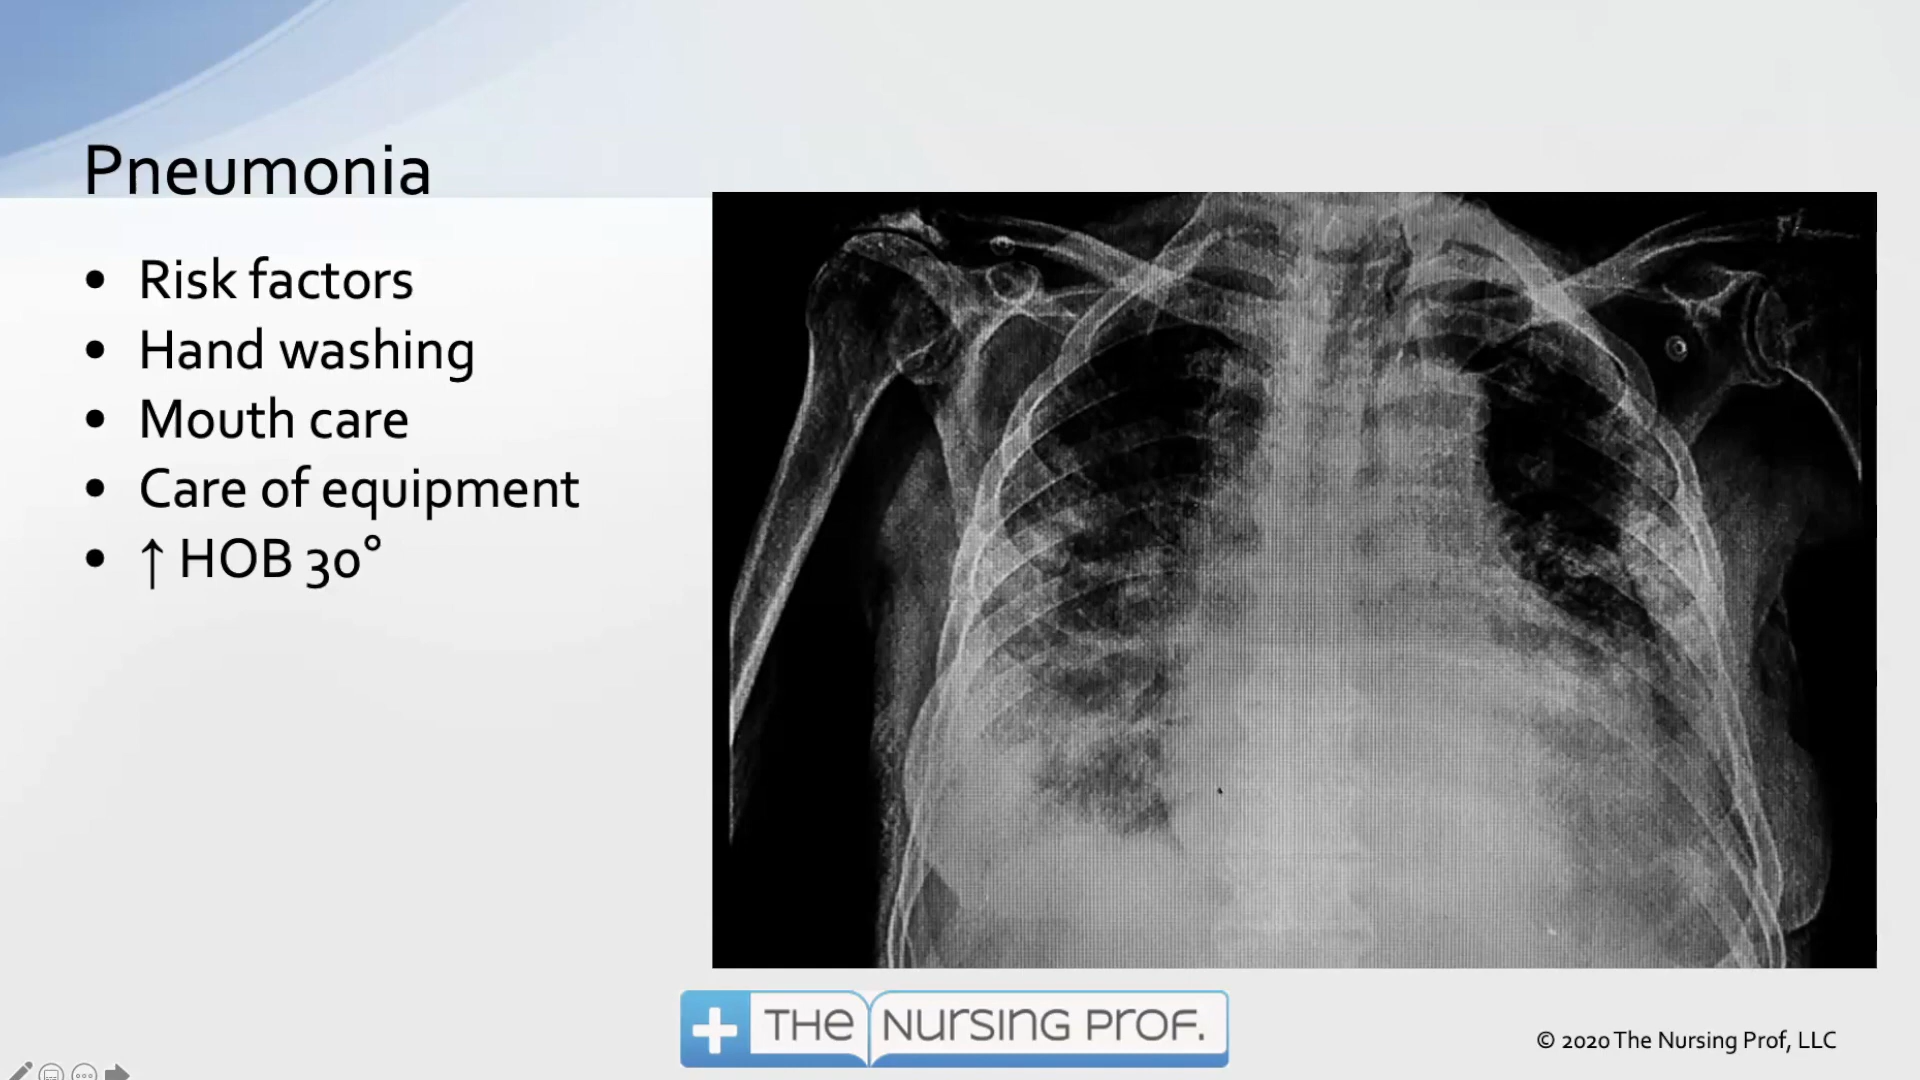 Pneumonia
• Risk factors
• Hand washing
• Mouth care
• Care of equipment
• ↑ HOB 30°
THE NURSING PROF.
© 2020 The Nursing Prof, LLC